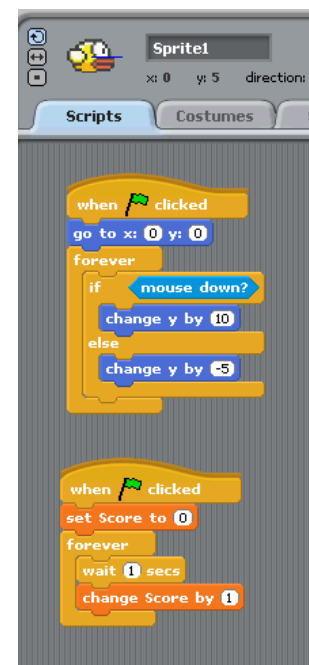 Sprite1
x: 0 y: 5 direction:
Scripts Costumes
when clicked
go to x: 0 y: 0
forever
if mouse down?
change y by 10
else
change y by -5
when clicked
set Score to 0
forever
wait 1 secs
change Score by 1